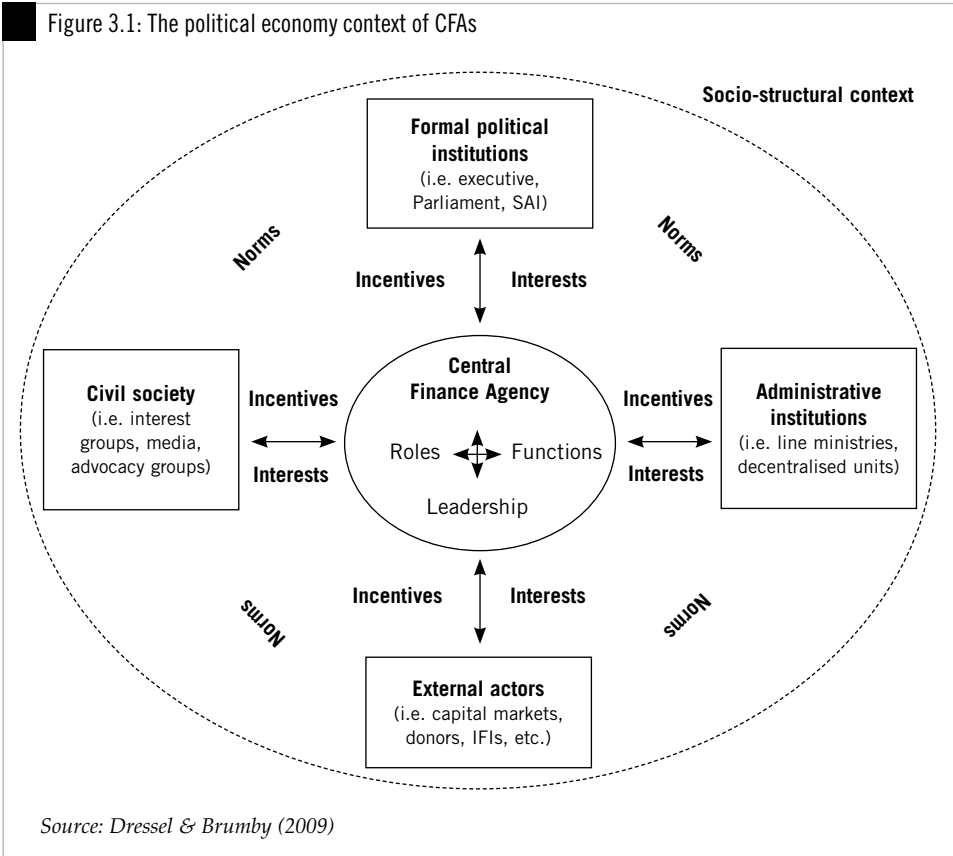 Figure 3.1: The political economy context of CFAs
Socio-structural context
Formal political
institutions
(i.e. executive,
Parliament, SAI)
Norms
Norms
Incentives
Interests
Central
Finance Agency
Roles
Functions
Leadership
Civil society
(i.e. interest
groups, media,
advocacy groups)
Incentives
Interests
Incentives
Interests
Administrative
institutions
(i.e. line ministries,
decentralised units)
Incentives
Interests
Norms
Norms
External actors
(i.e. capital markets,
donors, IFIs, etc.)
Source: Dressel & Brumby (2009)